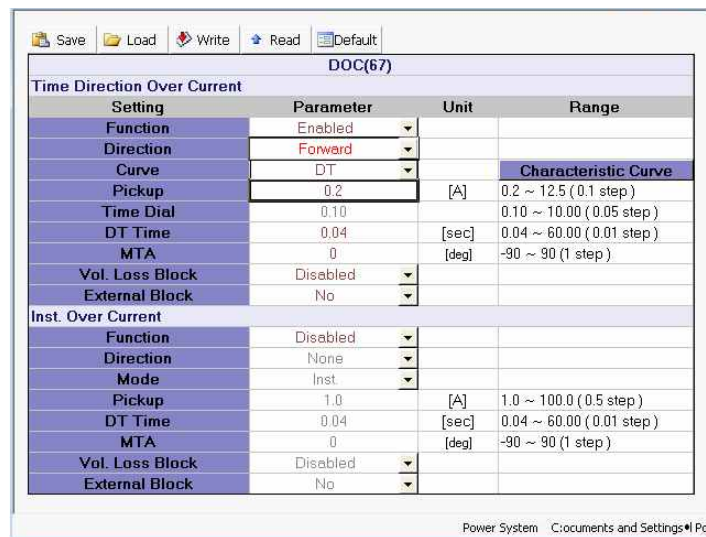 Save Load Write Read Default
DOC(67)
Time Direction Over Current
Setting Parameter Unit Range
Function Enabled
Direction Forward
Curve DT Characteristic Curve
Pickup 0.2 [A] 0.2 ~ 12.5 ( 0.1 step )
Time Dial 0.10 0.10 ~ 10.00 ( 0.05 step )
DT Time 0.04 [sec] 0.04 ~ 60.00 ( 0.01 step )
MTA 0 [deg] -90 ~ 90 (1 step )
Vol. Loss Block Disabled
External Block No
Inst. Over Current
Function Disabled
Direction None
Mode Inst.
Pickup 1.0 [A] 1.0 ~ 100.0 ( 0.5 step )
DT Time 0.04 [sec] 0.04 ~ 60.00 ( 0.01 step )
MTA 0 [deg] -90 ~ 90 (1 step )
Vol. Loss Block Disabled
External Block No
Power System C:ocuments and Settings